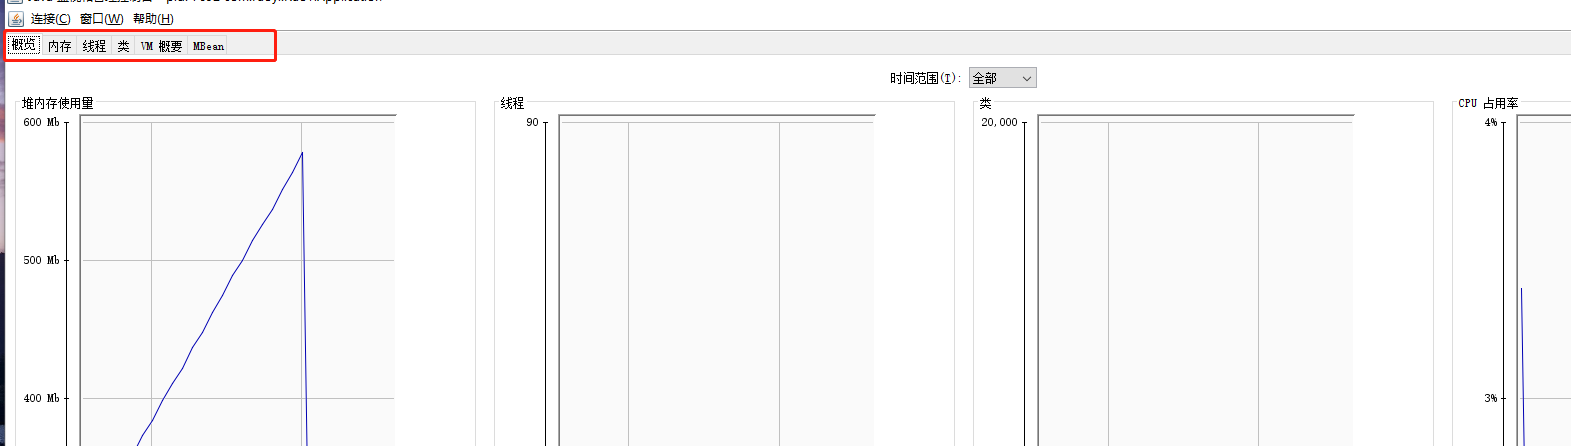 连接(C) 窗口(W) 帮助(H)
概览 内存 线程 类 VM 概要 MBean
时间范围(I): 全部
堆内存使用量 线程 类 CPU 占用率
600 Mb 90 20,000 4%
500 Mb
400 Mb 3%